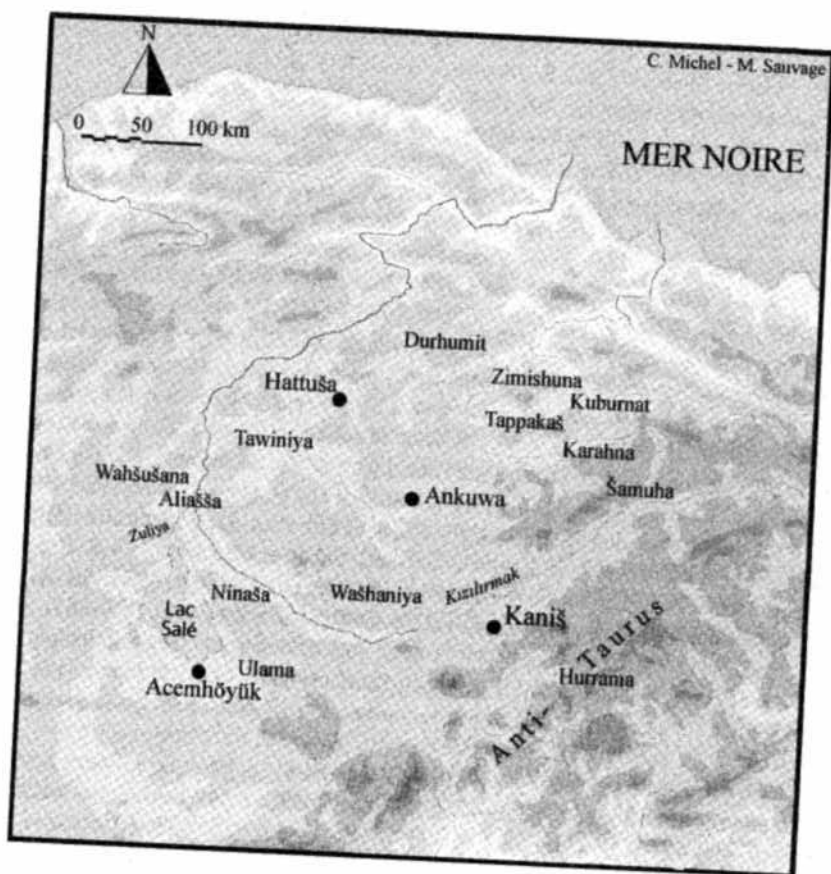 C. Michel - M. Sauvage
N
0 50 100 km
MER NOIRE
Durhumit
Hattuša
Zimishuna
Kuburnat
Tappakaš
Tawiniya
Karahna
Wahšušana
Šamuha
Aliašša
Ankuwa
Zuliya
Ninaša
Wašhaniya
Kızılırmak
Lac
Salé
Kaniš
Anti-Taurus
Ulama
Hurrama
Acemhöyük